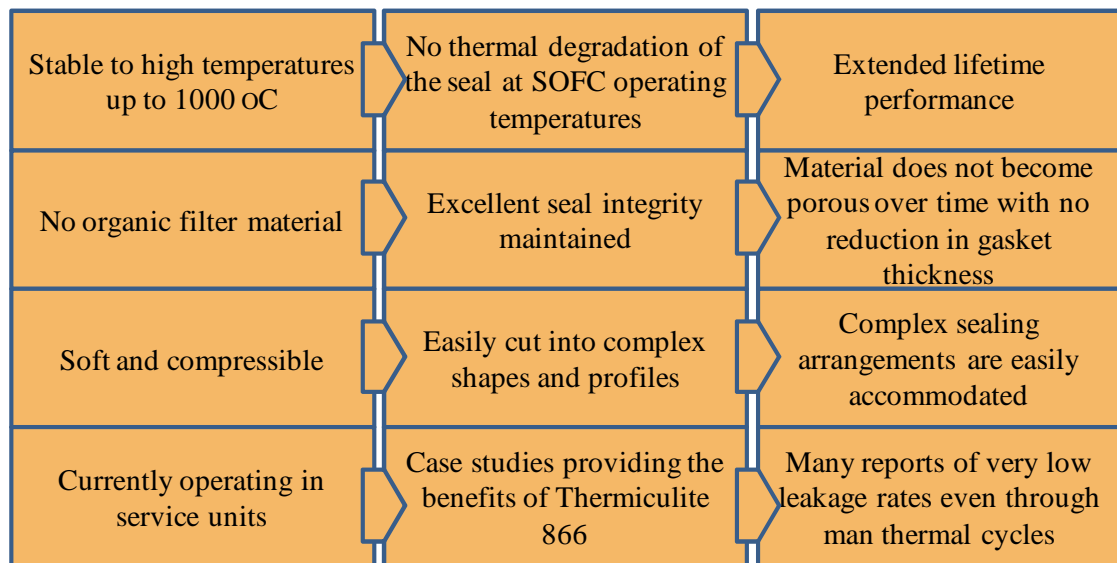 Stable to high temperatures
up to 1000 OC
No thermal degradation of
the seal at SOFC operating
temperatures
Extended lifetime
performance
No organic filter material
Excellent seal integrity
maintained
Material does not become
porous over time with no
reduction in gasket
thickness
Soft and compressible
Easily cut into complex
shapes and profiles
Complex sealing
arrangements are easily
accommodated
Currently operating in
service units
Case studies providing the
benefits of Thermiculite
866
Many reports of very low
leakage rates even through
man thermal cycles